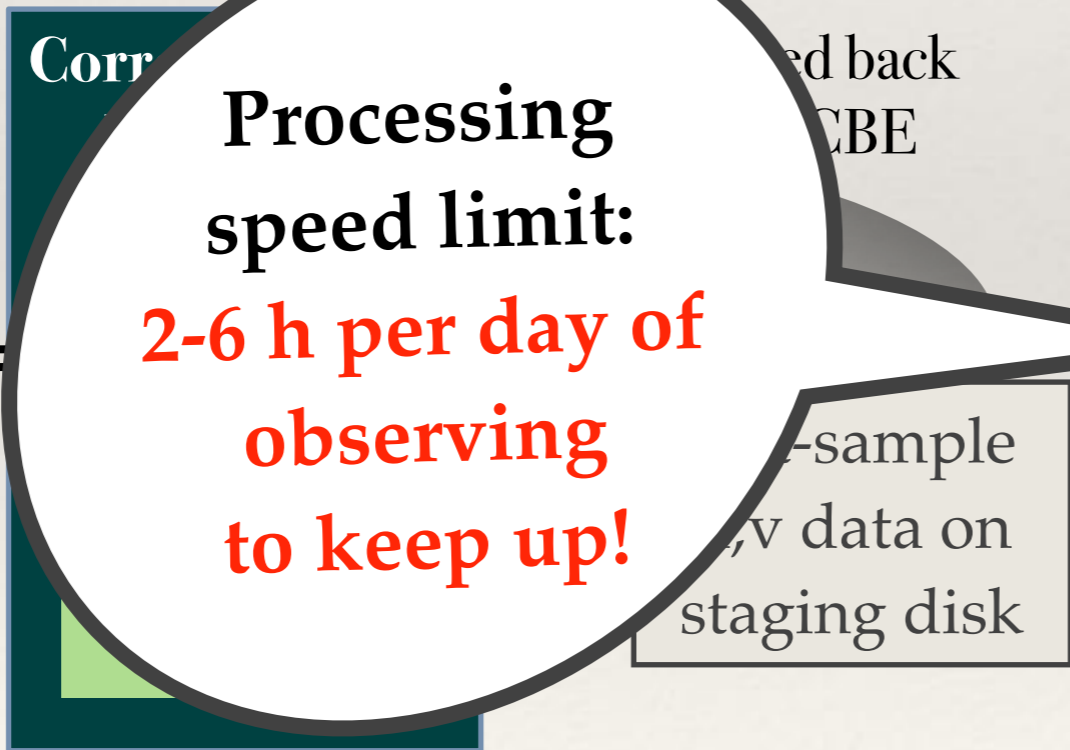 Processing
speed limit:
2-6 h per day of
observing
to keep up!
back
CBE
-sample
,v data on
staging disk